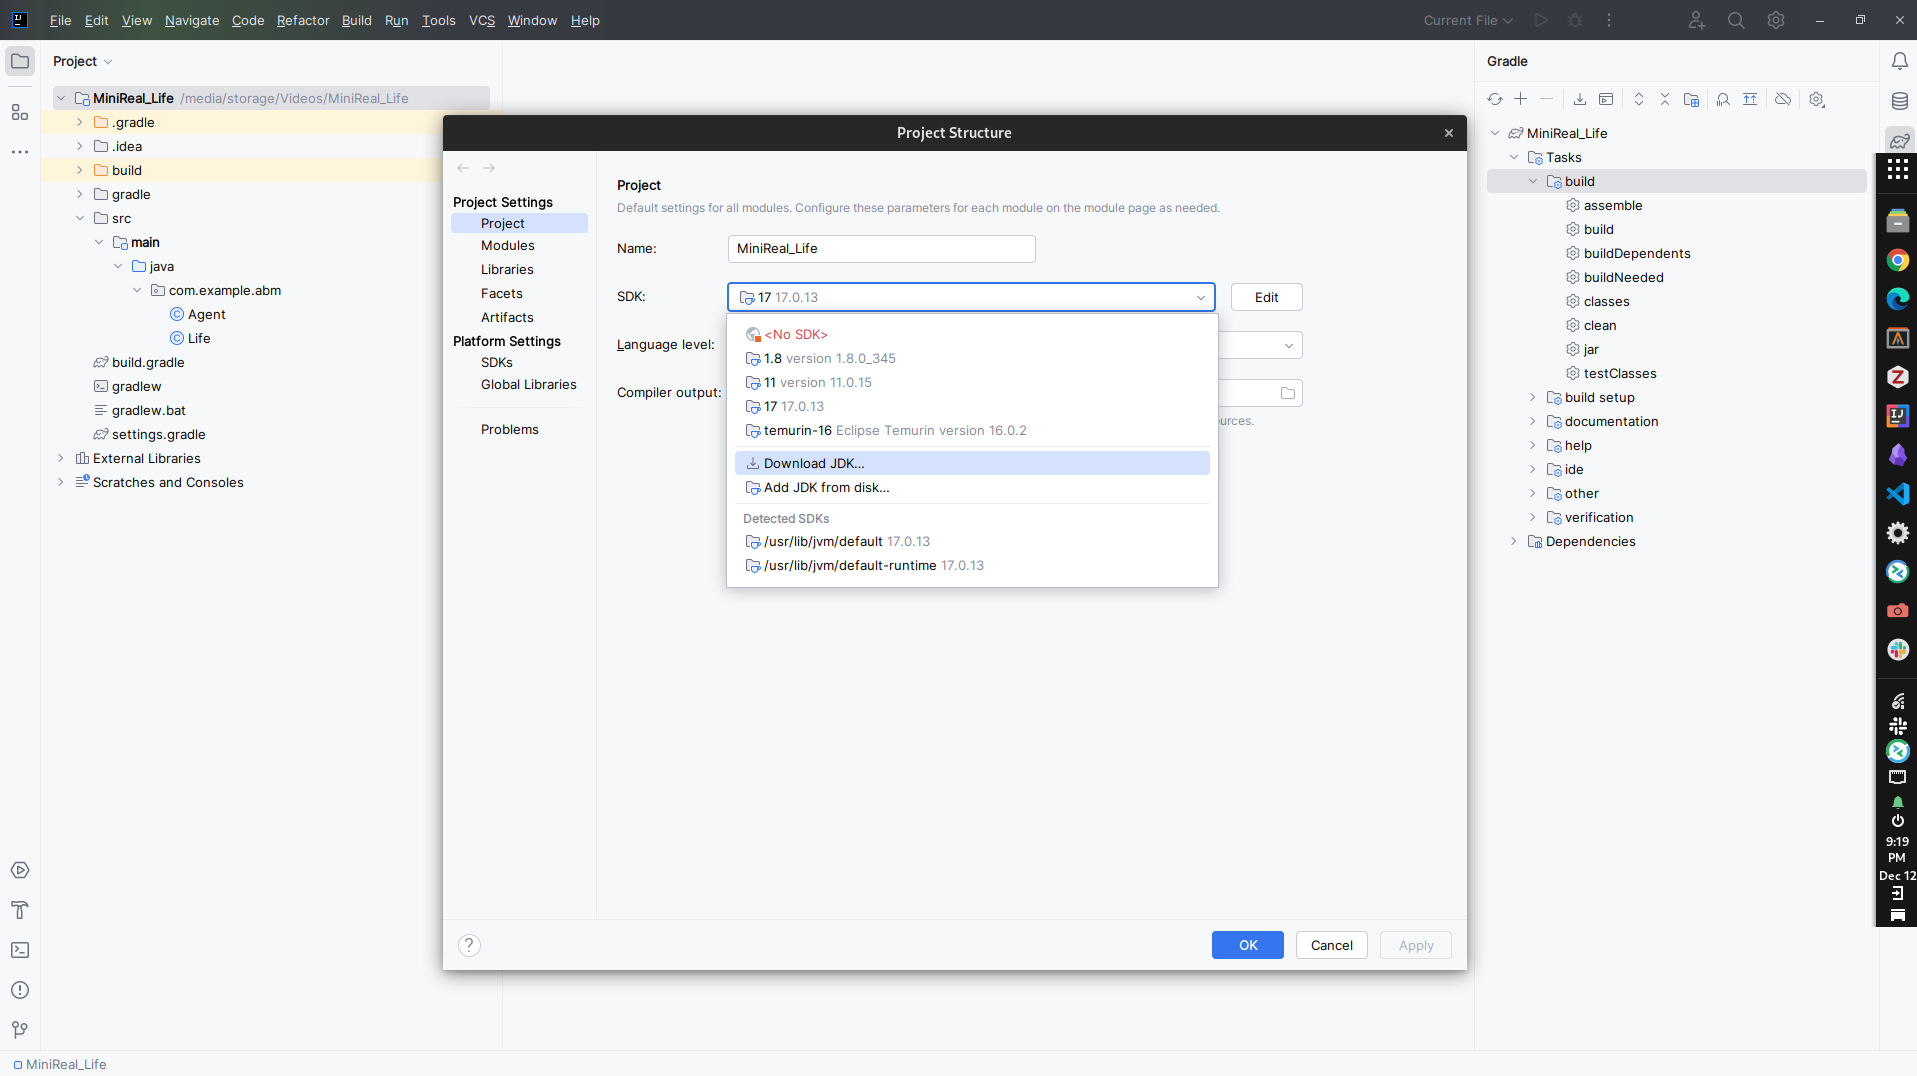 File Edit View Navigate Code Refactor Build Run Tools VCS Window Help
Current File
Project
MiniReal_Life /media/storage/Videos/MiniReal_Life
.gradle
.idea
build
gradle
src
main
java
com.example.abm
Agent
Life
build.gradle
gradlew
gradlew.bat
settings.gradle
External Libraries
Scratches and Consoles
Project Structure
Project Settings
Project
Modules
Libraries
Facets
Artifacts
Platform Settings
SDKs
Global Libraries
Problems
Project
Default settings for all modules. Configure these parameters for each module on the module page as needed.
Name: MiniReal_Life
SDK: 17 17.0.13 Edit
Language level:
Compiler output:
<No SDK>
1.8 version 1.8.0_345
11 version 11.0.15
17 17.0.13
temurin-16 Eclipse Temurin version 16.0.2
Download JDK...
Add JDK from disk...
Detected SDKs
/usr/lib/jvm/default 17.0.13
/usr/lib/jvm/default-runtime 17.0.13
urces.
? OK Cancel Apply
Gradle
MiniReal_Life
Tasks
build
assemble
build
buildDependents
buildNeeded
classes
clean
jar
testClasses
build setup
documentation
help
ide
other
verification
Dependencies
9:19
PM
Dec 12
MiniReal_Life